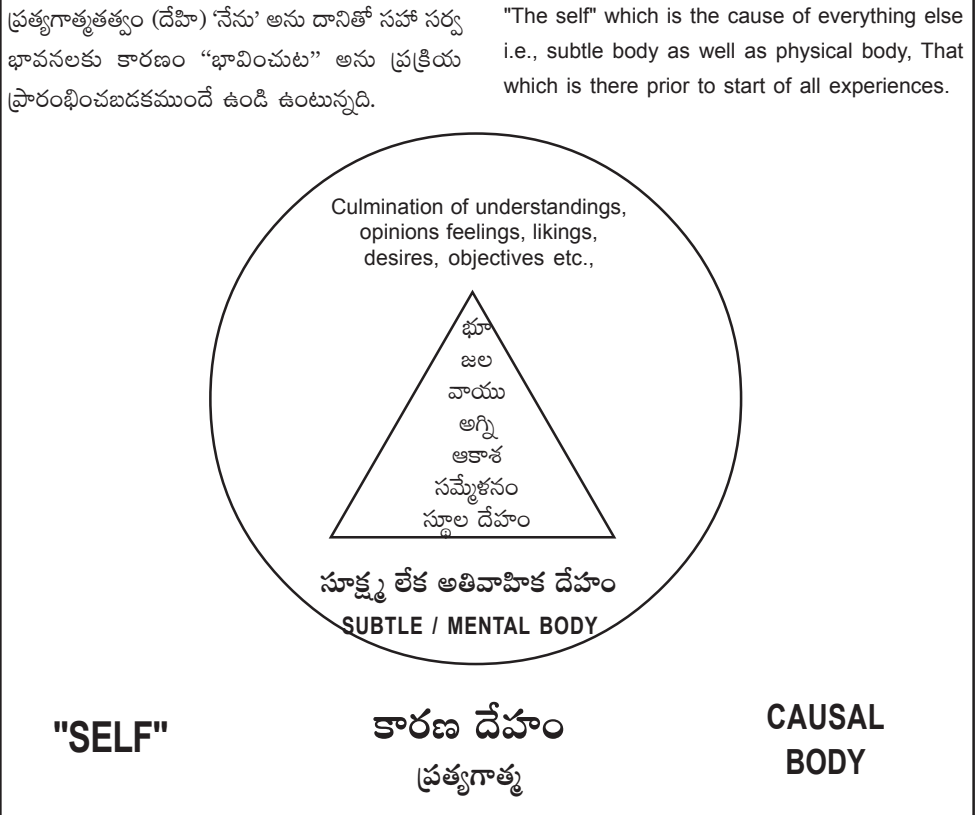 ప్రత్యగాత్మతత్వం (దేహి) ‘నేను’ అను దానితో సహా సర్వ
భావనలకు కారణం “భావించుట” అను ప్రక్రియ
ప్రారంభించబడకముందే ఉండి ఉంటున్నది.
"The self" which is the cause of everything else
i.e., subtle body as well as physical body, That
which is there prior to start of all experiences.
Culmination of understandings,
opinions feelings, likings,
desires, objectives etc.,
భూ
జల
వాయు
అగ్ని
ఆకాశ
సమ్మేళనం
స్థూల దేహం
సూక్ష్మ లేక అతివాహిక దేహం
SUBTLE / MENTAL BODY
"SELF"
కారణ దేహం
ప్రత్యగాత్మ
CAUSAL
BODY